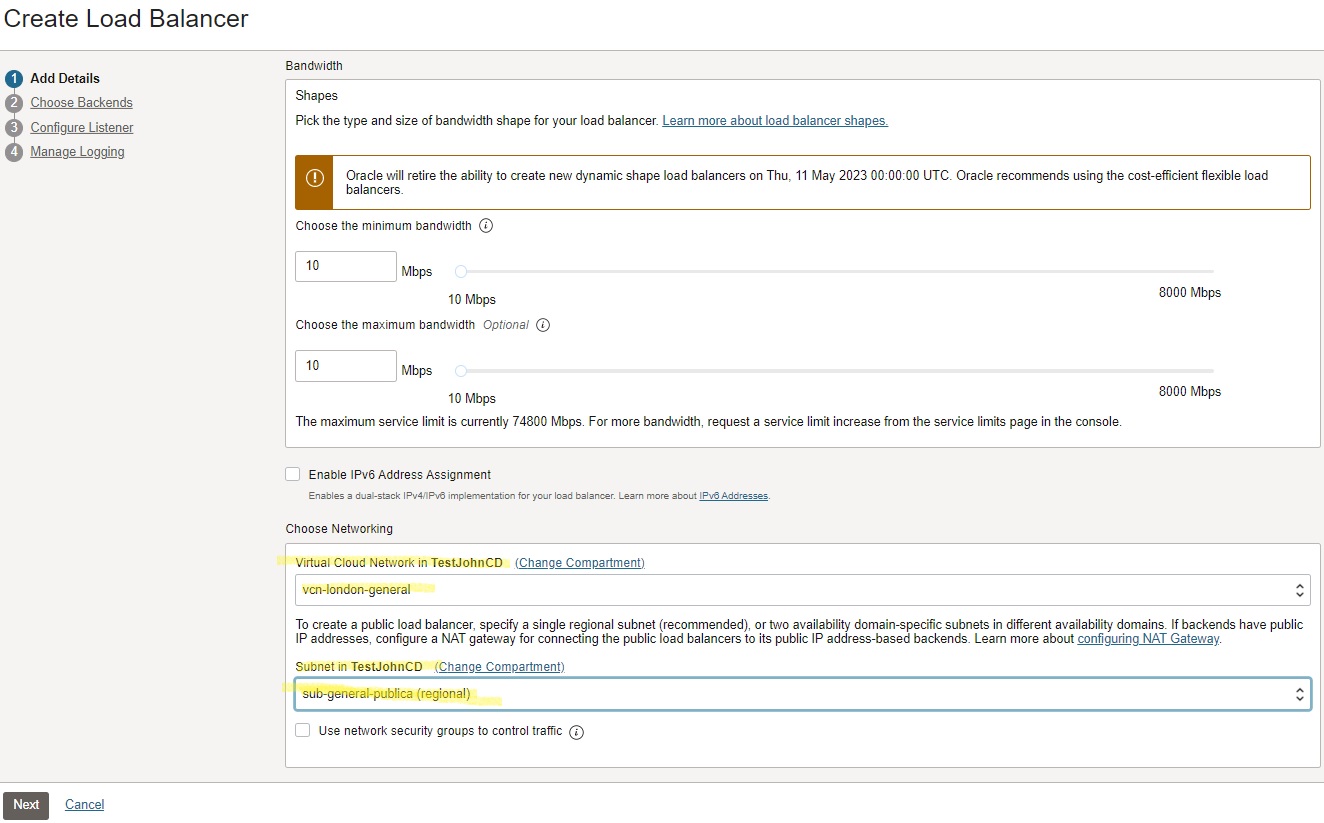 Create Load Balancer
1 Add Details
2 Choose Backends
3 Configure Listener
4 Manage Logging
Bandwidth
Shapes
Pick the type and size of bandwidth shape for your load balancer. Learn more about load balancer shapes.
Oracle will retire the ability to create new dynamic shape load balancers on Thu, 11 May 2023 00:00:00 UTC. Oracle recommends using the cost-efficient flexible load
balancers.
Choose the minimum bandwidth
10 Mbps
10 Mbps 8000 Mbps
Choose the maximum bandwidth Optional
10 Mbps
10 Mbps 8000 Mbps
The maximum service limit is currently 74800 Mbps. For more bandwidth, request a service limit increase from the service limits page in the console.
Enable IPv6 Address Assignment
Enables a dual-stack IPv4/IPv6 implementation for your load balancer. Learn more about IPv6 Addresses.
Choose Networking
Virtual Cloud Network in TestJohnCD (Change Compartment)
vcn-london-general
To create a public load balancer, specify a single regional subnet (recommended), or two availability domain-specific subnets in different availability domains. If backends have public
IP addresses, configure a NAT gateway for connecting the public load balancers to its public IP address-based backends. Learn more about configuring NAT Gateway.
Subnet in TestJohnCD (Change Compartment)
sub-general-publica (regional)
Use network security groups to control traffic
Next Cancel